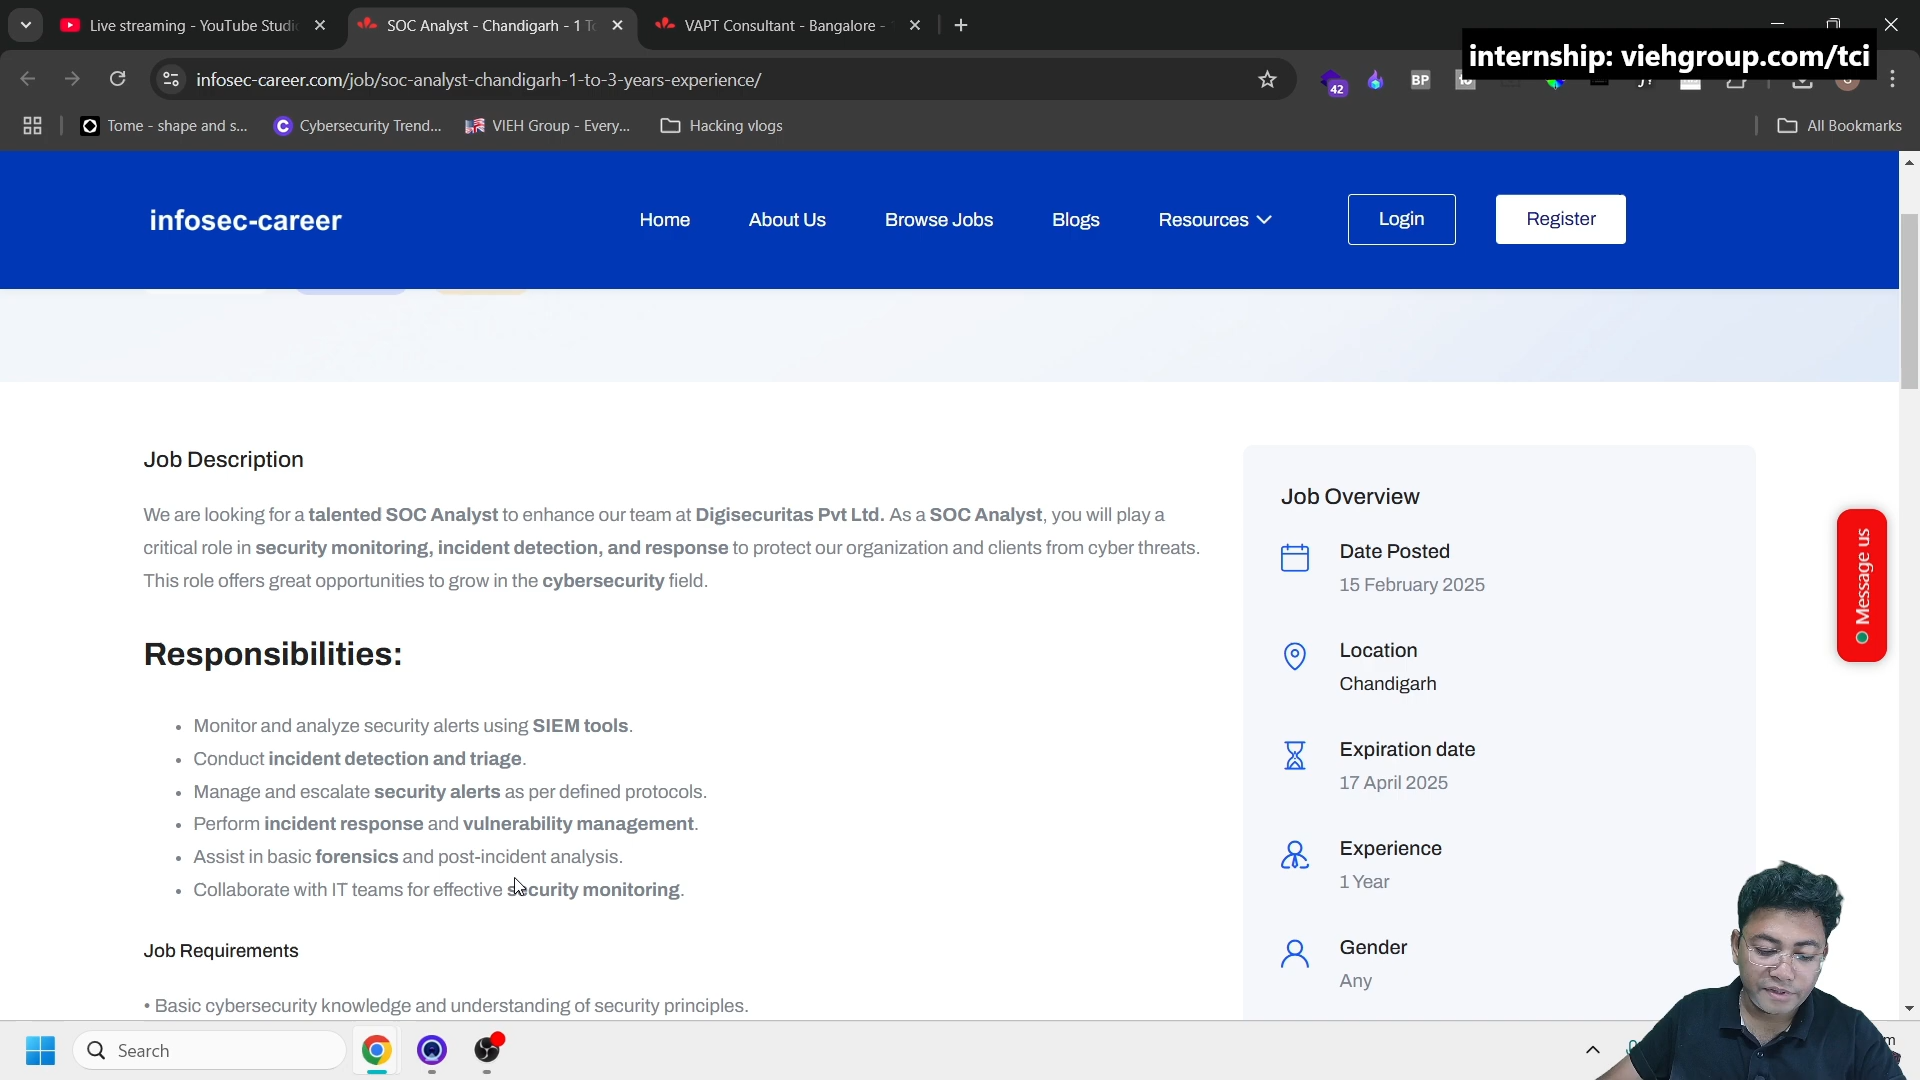 Live streaming - YouTube Studi
SOC Analyst - Chandigarh - 1 To
VAPT Consultant - Bangalore -
internship: viehgroup.com/tci
infosec-career.com/job/soc-analyst-chandigarh-1-to-3-years-experience/
42
BP
Tome - shape and s...
Cybersecurity Trend...
VIEH Group - Every...
Hacking vlogs
All Bookmarks
infosec-career
Home
About Us
Browse Jobs
Blogs
Resources
Login
Register
Job Description
We are looking for a talented SOC Analyst to enhance our team at Digisecuritas Pvt Ltd. As a SOC Analyst, you will play a
critical role in security monitoring, incident detection, and response to protect our organization and clients from cyber threats.
This role offers great opportunities to grow in the cybersecurity field.
Responsibilities:
• Monitor and analyze security alerts using SIEM tools.
• Conduct incident detection and triage.
• Manage and escalate security alerts as per defined protocols.
• Perform incident response and vulnerability management.
• Assist in basic forensics and post-incident analysis.
• Collaborate with IT teams for effective security monitoring.
Job Requirements
• Basic cybersecurity knowledge and understanding of security principles.
Job Overview
Date Posted
15 February 2025
Location
Chandigarh
Expiration date
17 April 2025
Experience
1 Year
Gender
Any
Message us
Search